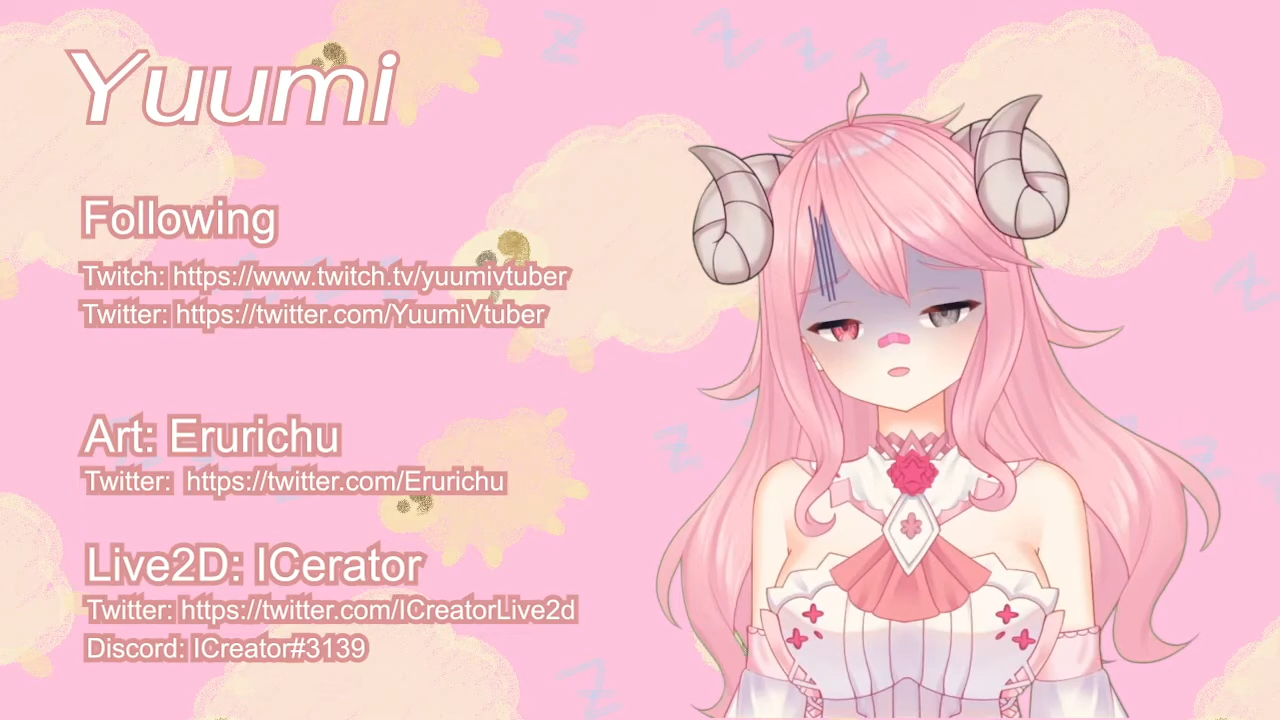 Yuumi
Following
Twitch: https://www.twitch.tv/yuumivtuber
Twitter: https://twitter.com/YuumiVtuber
Art: Erurichu
Twitter: https://twitter.com/Erurichu
Live2D: ICerator
Twitter: https://twitter.com/ICreatorLive2d
Discord: ICreator#3139